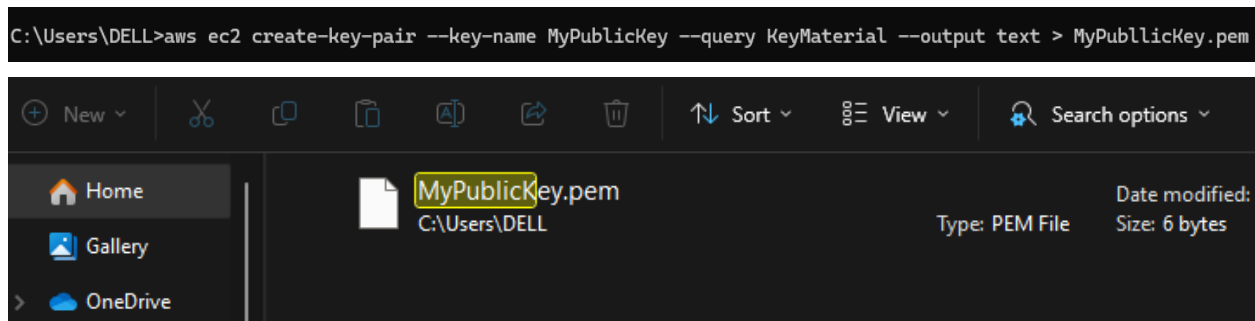 C:\Users\DELL>aws ec2 create-key-pair --key-name MyPublicKey --query KeyMaterial --output text > MyPubllicKey.pem
New Sort View Search options
Home
Gallery
OneDrive
MyPublicKey.pem
C:\Users\DELL
Type: PEM File
Date modified:
Size: 6 bytes